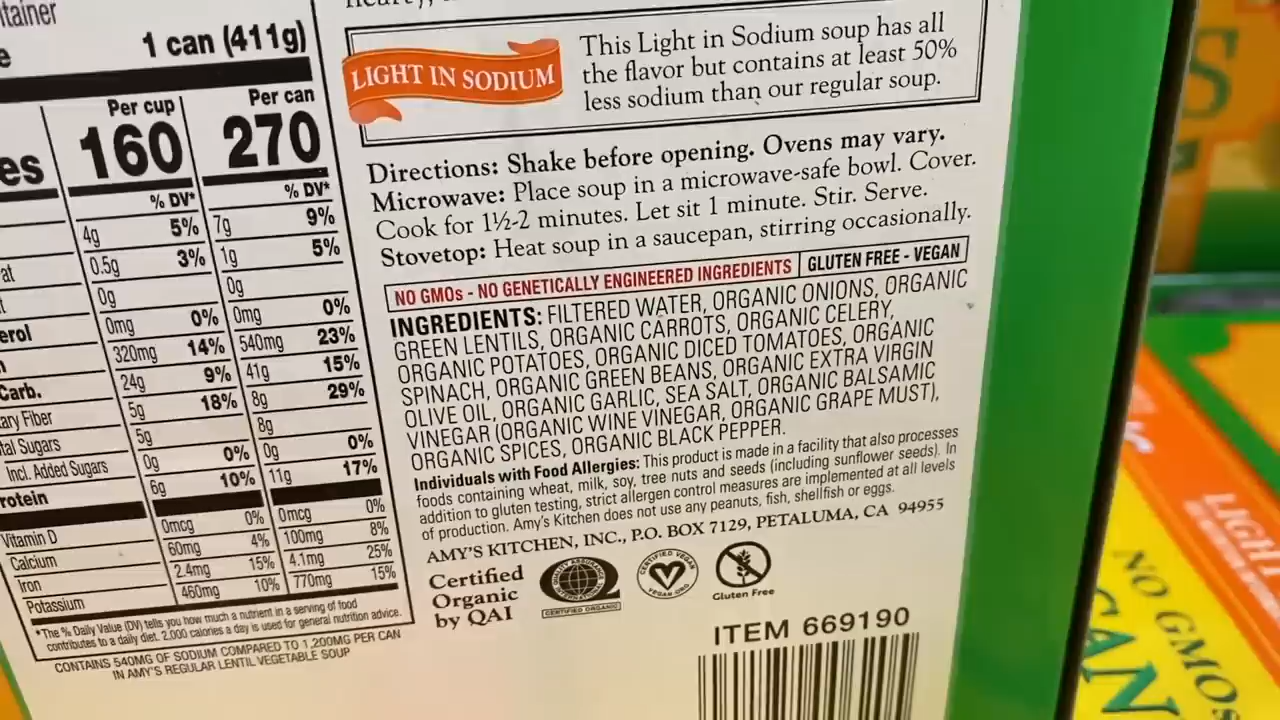 tainer
1 can (411g)
Per cup
Per can
es 160 270
% DV* % DV*
4g 5% 7g 9%
at 0.5g 3% 1g 5%
t 0g 0g
erol 0mg 0% 0mg 0%
320mg 14% 540mg 23%
Carb. 24g 9% 41g 15%
ary Fiber 5g 18% 8g 29%
tal Sugars 5g 8g
Incl. Added Sugars 0g 0% 0g 0%
rotein 6g 10% 11g 17%
Vitamin D 0mcg 0% 0mcg 0%
Calcium 60mg 4% 100mg 8%
Iron 2.4mg 15% 4.1mg 25%
Potassium 460mg 10% 770mg 15%
*The % Daily Value (DV) tells you how much a nutrient in a serving of food
contributes to a daily diet. 2,000 calories a day is used for general nutrition advice.
CONTAINS 540MG OF SODIUM COMPARED TO 1,200MG PER CAN
IN AMY'S REGULAR LENTIL VEGETABLE SOUP
LIGHT IN SODIUM
This Light in Sodium soup has all
the flavor but contains at least 50%
less sodium than our regular soup.
Directions: Shake before opening. Ovens may vary.
Microwave: Place soup in a microwave-safe bowl. Cover.
Cook for 1½-2 minutes. Let sit 1 minute. Stir. Serve.
Stovetop: Heat soup in a saucepan, stirring occasionally.
NO GMOs - NO GENETICALLY ENGINEERED INGREDIENTS GLUTEN FREE - VEGAN
INGREDIENTS: FILTERED WATER, ORGANIC ONIONS, ORGANIC
GREEN LENTILS, ORGANIC CARROTS, ORGANIC CELERY,
ORGANIC POTATOES, ORGANIC DICED TOMATOES, ORGANIC
SPINACH, ORGANIC GREEN BEANS, ORGANIC EXTRA VIRGIN
OLIVE OIL, ORGANIC GARLIC, SEA SALT, ORGANIC BALSAMIC
VINEGAR (ORGANIC WINE VINEGAR, ORGANIC GRAPE MUST),
ORGANIC SPICES, ORGANIC BLACK PEPPER.
Individuals with Food Allergies: This product is made in a facility that also processes
foods containing wheat, milk, soy, tree nuts and seeds (including sunflower seeds). In
addition to gluten testing, strict allergen control measures are implemented at all levels
of production. Amy's Kitchen does not use any peanuts, fish, shellfish or eggs.
AMY'S KITCHEN, INC., P.O. BOX 7129, PETALUMA, CA 94955
Certified
Organic
by QAI
QUALITY ASSURANCE
INTERNATIONAL
CERTIFIED ORGANIC
CERTIFIED VEGAN
VEGAN.ORG
Gluten Free
ITEM 669190
S
LIGHT
NO GMOs